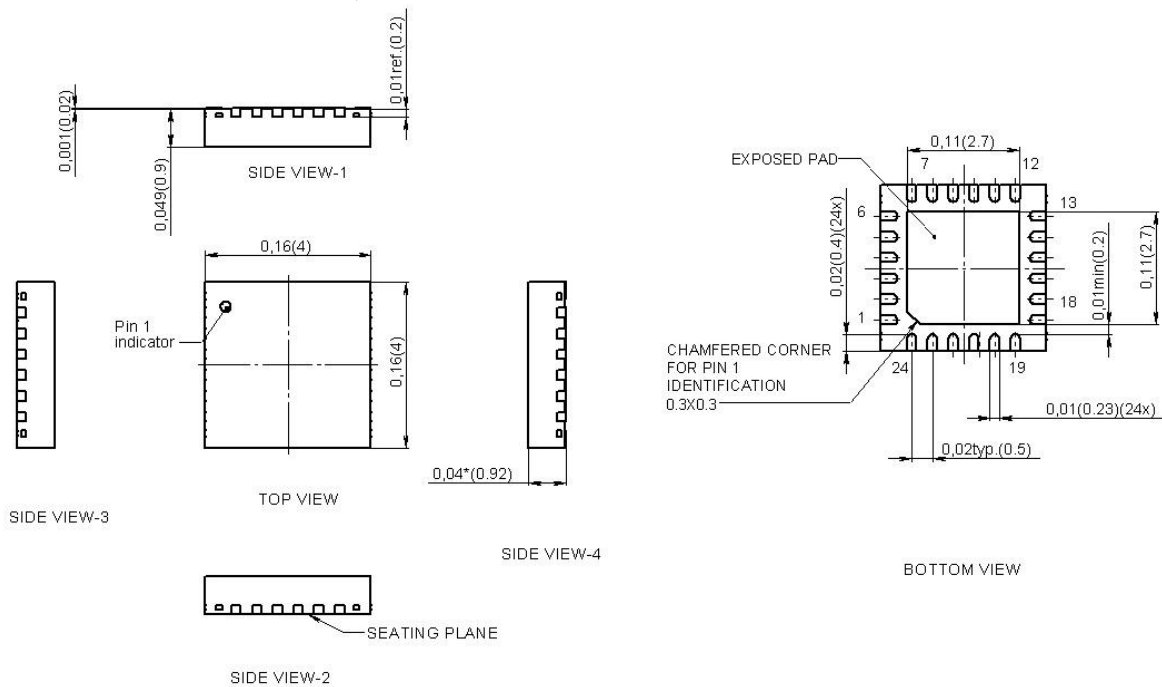 0,01ref.(0.2)
0,001(0.02)
0,049(0.9)
SIDE VIEW-1
0,16(4)
Pin 1
indicator
0,16(4)
TOP VIEW
SIDE VIEW-3
0,04*(0.92)
SIDE VIEW-4
SEATING PLANE
SIDE VIEW-2
0,11(2.7)
EXPOSED PAD
7
12
6
13
0,02(0.4)(24x)
0,01min(0.2)
0,11(2.7)
1
18
CHAMFERED CORNER
FOR PIN 1
IDENTIFICATION
0.3X0.3
24
19
0,01(0.23)(24x)
0,02typ.(0.5)
BOTTOM VIEW